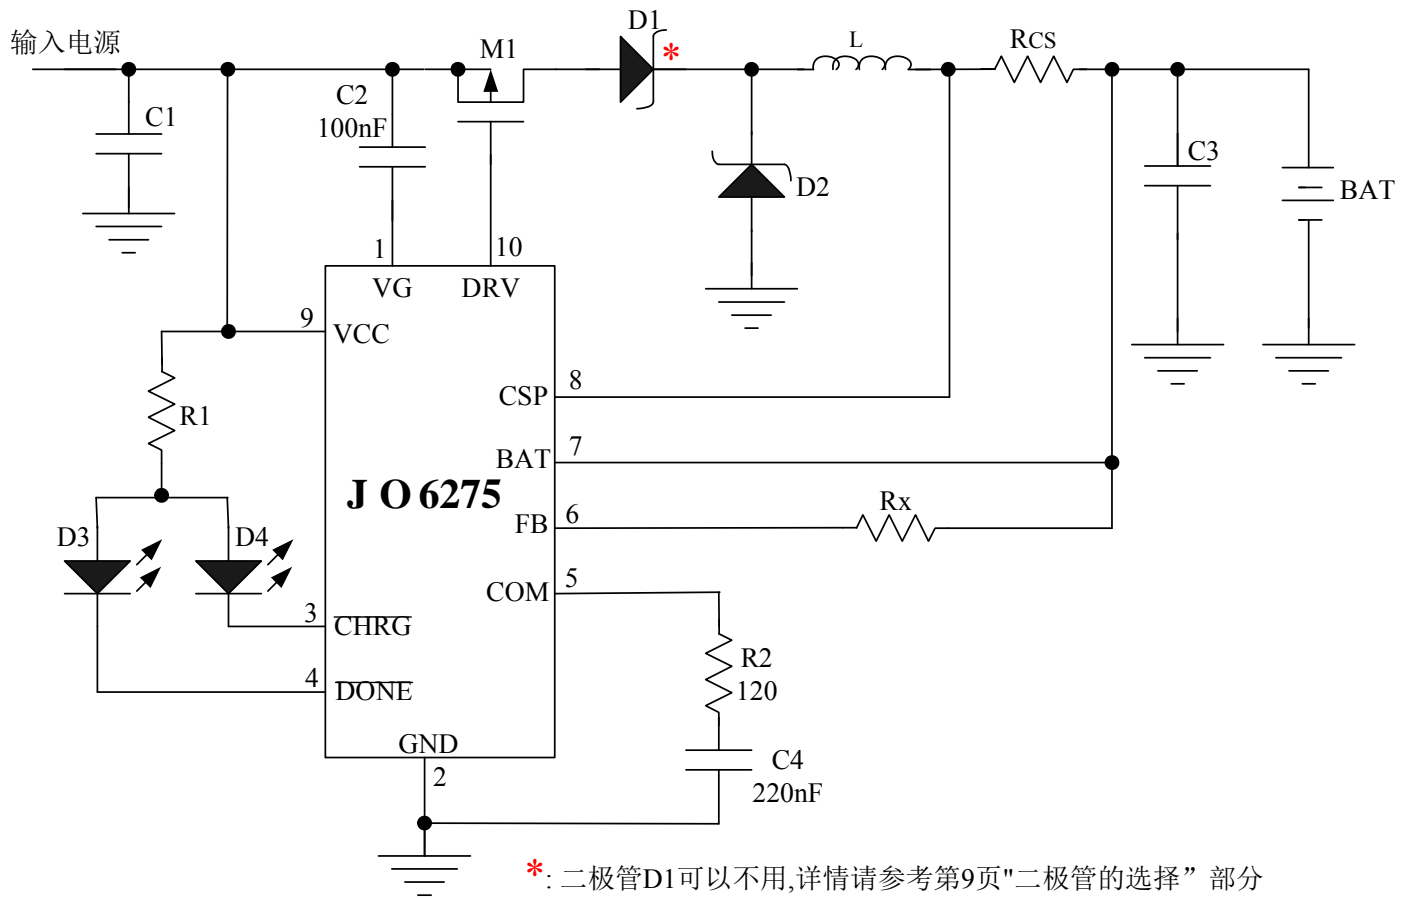 D1
输入电源
*
M1
L
RCS
C2
100nF
C1
C3
D2
BAT
1
10
VG
DRV
9
VCC
8
CSP
R1
7
BAT
J O 6275
Rx
6
FB
D3
D4
5
COM
3
CHRG
R2
120
4
DONE
GND
2
C4
220nF
*: 二极管D1可以不用,详情请参考第9页"二极管的选择” 部分